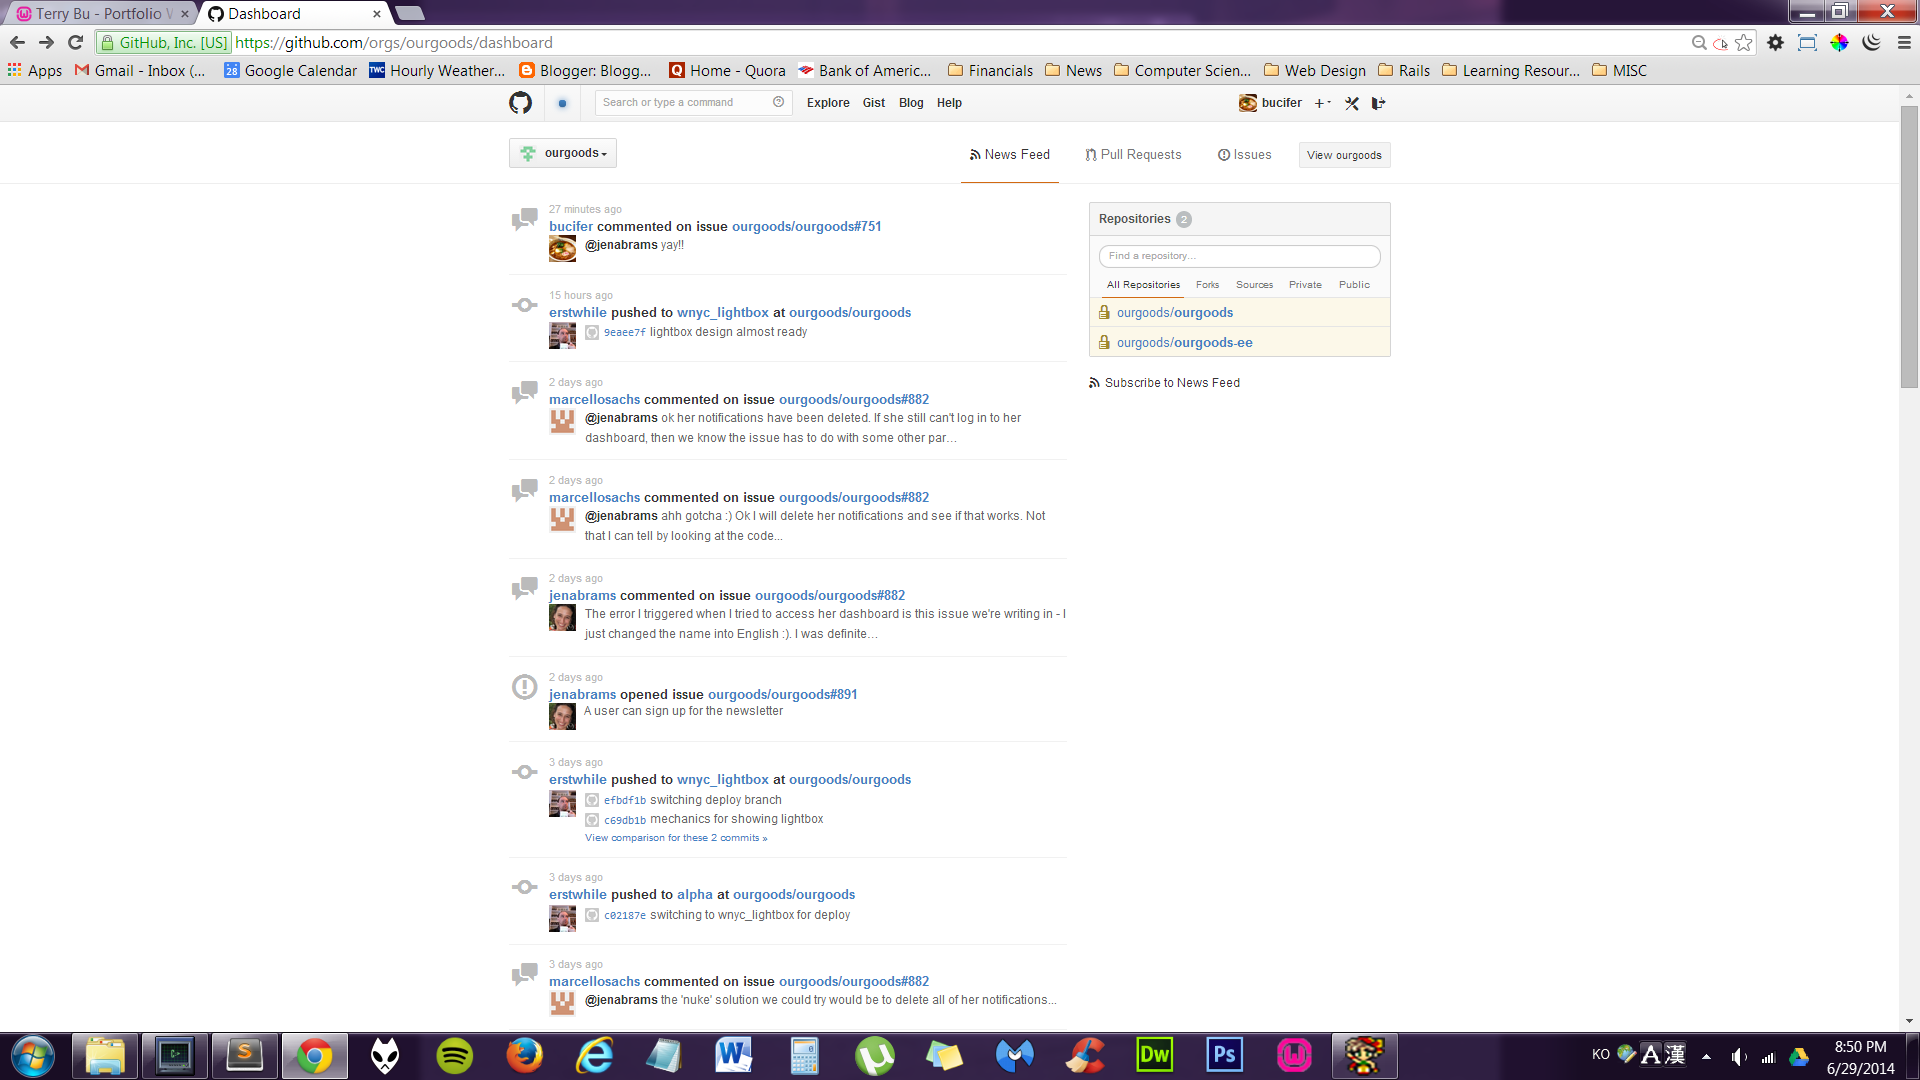 Terry Bu - Portfolio
Dashboard
GitHub, Inc. [US] https://github.com/orgs/ourgoods/dashboard
Apps Gmail - Inbox (... 28 Google Calendar TWC Hourly Weather... Blogger: Blogg... Q Home - Quora Bank of Americ... Financials News Computer Scien... Web Design Rails Learning Resour... MISC
Search or type a command Explore Gist Blog Help bucifer
ourgoods News Feed Pull Requests Issues View ourgoods
27 minutes ago
bucifer commented on issue ourgoods/ourgoods#751
@jenabrams yay!!
15 hours ago
erstwhile pushed to wnyc_lightbox at ourgoods/ourgoods
9eaee7f lightbox design almost ready
2 days ago
marcellosachs commented on issue ourgoods/ourgoods#882
@jenabrams ok her notifications have been deleted. If she still can't log in to her
dashboard, then we know the issue has to do with some other par…
2 days ago
marcellosachs commented on issue ourgoods/ourgoods#882
@jenabrams ahh gotcha :) Ok I will delete her notifications and see if that works. Not
that I can tell by looking at the code...
2 days ago
jenabrams commented on issue ourgoods/ourgoods#882
The error I triggered when I tried to access her dashboard is this issue we're writing in - I
just changed the name into English :). I was definite…
2 days ago
jenabrams opened issue ourgoods/ourgoods#891
A user can sign up for the newsletter
3 days ago
erstwhile pushed to wnyc_lightbox at ourgoods/ourgoods
efbdf1b switching deploy branch
c69db1b mechanics for showing lightbox
View comparison for these 2 commits »
3 days ago
erstwhile pushed to alpha at ourgoods/ourgoods
c02187e switching to wnyc_lightbox for deploy
3 days ago
marcellosachs commented on issue ourgoods/ourgoods#882
@jenabrams the 'nuke' solution we could try would be to delete all of her notifications...
Repositories 2
Find a repository...
All Repositories Forks Sources Private Public
ourgoods/ourgoods
ourgoods/ourgoods-ee
Subscribe to News Feed
S W Dw Ps KO A 漢
8:50 PM
6/29/2014